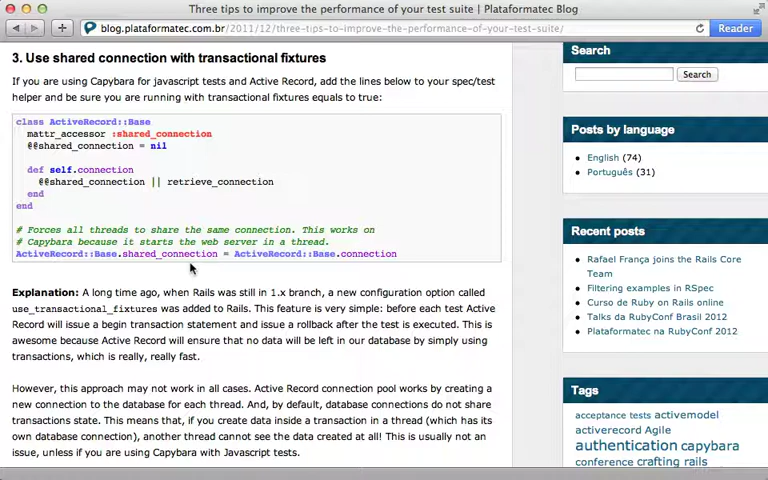 Three tips to improve the performance of your test suite | Plataformatec Blog
blog.plataformatec.com.br/2011/12/three-tips-to-improve-the-performance-of-your-test-suite/
Reader
3. Use shared connection with transactional fixtures
If you are using Capybara for javascript tests and Active Record, add the lines below to your spec/test
helper and be sure you are running with transactional fixtures equals to true:
class ActiveRecord::Base
mattr_accessor :shared_connection
@@shared_connection = nil
def self.connection
@@shared_connection || retrieve_connection
end
end
# Forces all threads to share the same connection. This works on
# Capybara because it starts the web server in a thread.
ActiveRecord::Base.shared_connection = ActiveRecord::Base.connection
Explanation: A long time ago, when Rails was still in 1.x branch, a new configuration option called
use_transactional_fixtures was added to Rails. This feature is very simple: before each test Active
Record will issue a begin transaction statement and issue a rollback after the test is executed. This is
awesome because Active Record will ensure that no data will be left in our database by simply using
transactions, which is really, really fast.
However, this approach may not work in all cases. Active Record connection pool works by creating a
new connection to the database for each thread. And, by default, database connections do not share
transactions state. This means that, if you create data inside a transaction in a thread (which has its
own database connection), another thread cannot see the data created at all! This is usually not an
issue, unless if you are using Capybara with Javascript tests.
Search
Search
Posts by language
English (74)
Português (31)
Recent posts
Rafael França joins the Rails Core
Team
Filtering examples in RSpec
Curso de Ruby on Rails online
Talks da RubyConf Brasil 2012
Plataformatec na RubyConf 2012
Tags
acceptance tests activemodel
activerecord Agile
authentication capybara
conference crafting rails